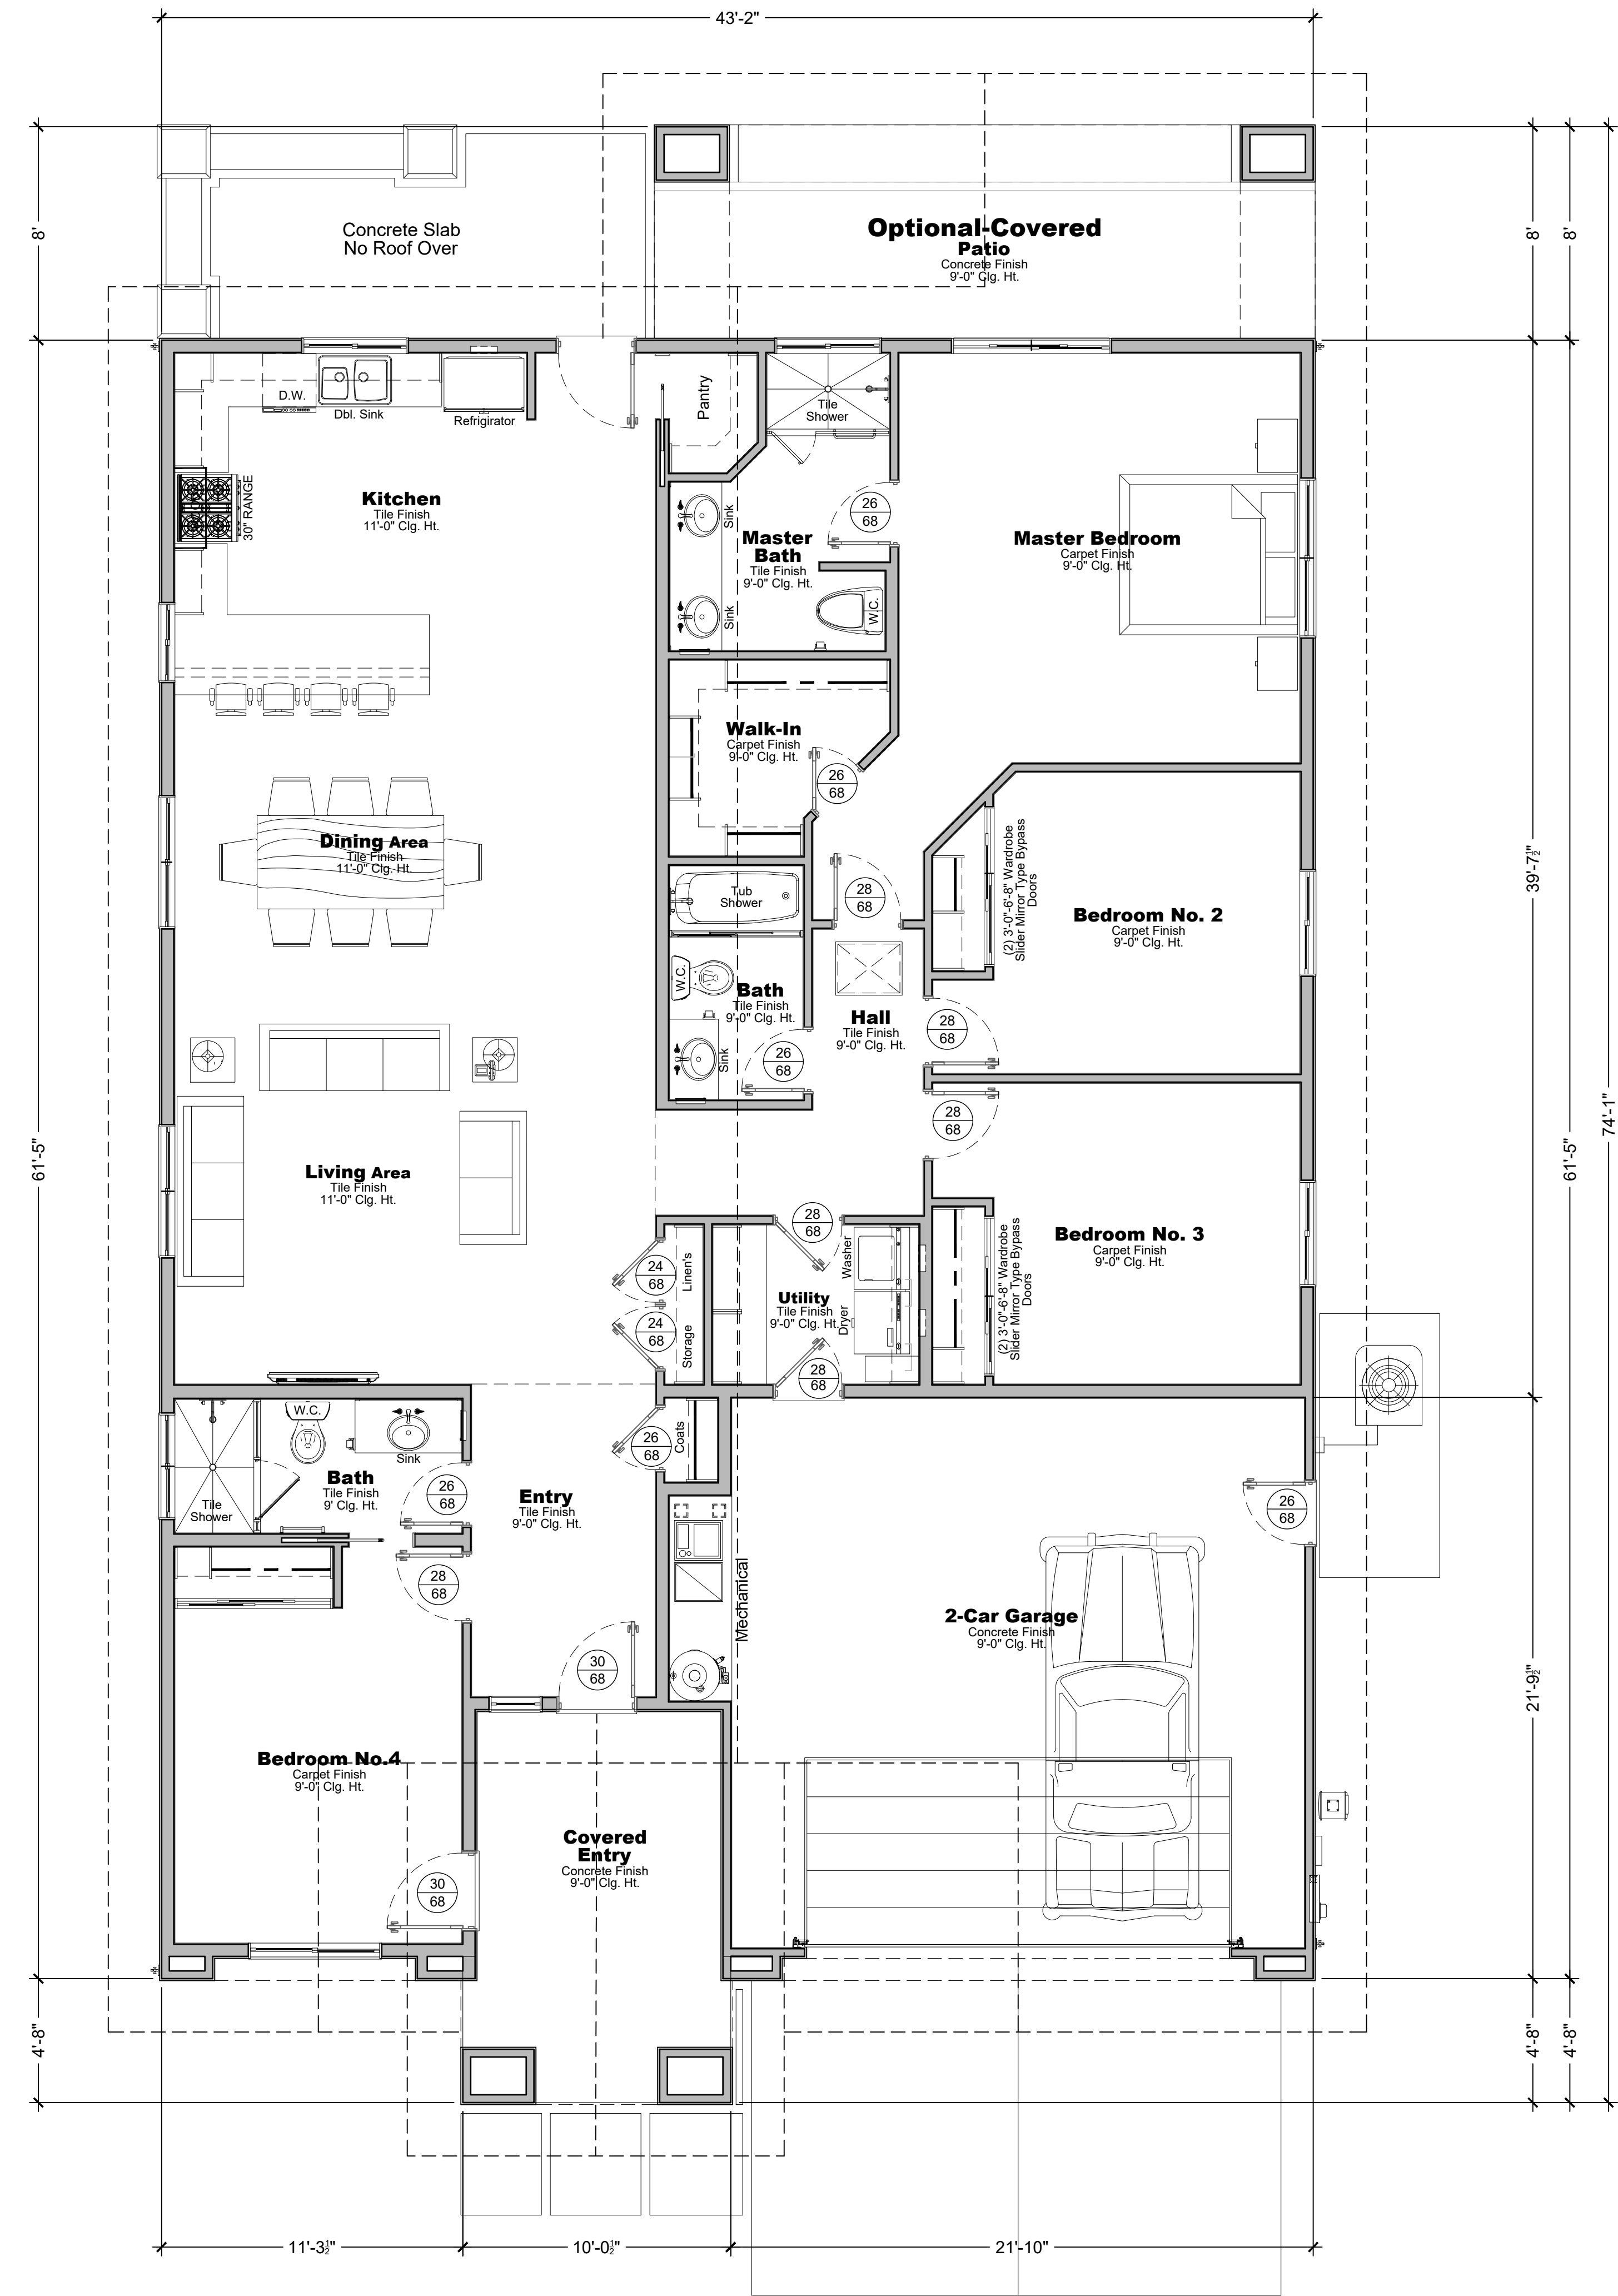 43'-2"
8'
Concrete Slab
No Roof Over
Optional-Covered
Patio
Concrete Finish
9'-0" Clg. Ht.
8'
8'
D.W.
Dbl. Sink
Refrigirator
Pantry
Tile
Shower
30" RANGE
Kitchen
Tile Finish
11'-0" Clg. Ht.
Sink
26
68
Master
Bath
Tile Finish
9'-0" Clg. Ht.
Master Bedroom
Carpet Finish
9'-0" Clg. Ht.
Sink
W.C.
Walk-In
Carpet Finish
9'-0" Clg. Ht.
26
68
Dining Area
Tile Finish
11'-0" Clg. Ht.
Tub
Shower
28
68
(2) 3'-0"-6'-8" Wardrobe
Slider Mirror Type Bypass
Doors
Bedroom No. 2
Carpet Finish
9'-0" Clg. Ht.
39'-7½"
W.C.
Bath
Tile Finish
9'-0" Clg. Ht.
Hall
Tile Finish
9'-0" Clg. Ht.
28
68
Sink
26
68
28
68
74'-1"
61'-5"
61'-5"
Living Area
Tile Finish
11'-0" Clg. Ht.
28
68
24
68
Linen's
Washer
Utility
Tile Finish
9'-0" Clg. Ht.
Dryer
24
68
Storage
28
68
(2) 3'-0"-6'-8" Wardrobe
Slider Mirror Type Bypass
Doors
Bedroom No. 3
Carpet Finish
9'-0" Clg. Ht.
W.C.
Sink
Tile
Shower
Bath
Tile Finish
9' Clg. Ht.
26
68
26
68
Coats
Entry
Tile Finish
9'-0" Clg. Ht.
26
68
28
68
Mechanical
2-Car Garage
Concrete Finish
9'-0" Clg. Ht.
30
68
21'-9½"
Bedroom No.4
Carpet Finish
9'-0" Clg. Ht.
Covered
Entry
Concrete Finish
9'-0" Clg. Ht.
30
68
4'-8"
4'-8"
4'-8"
11'-3½"
10'-0½"
21'-10"